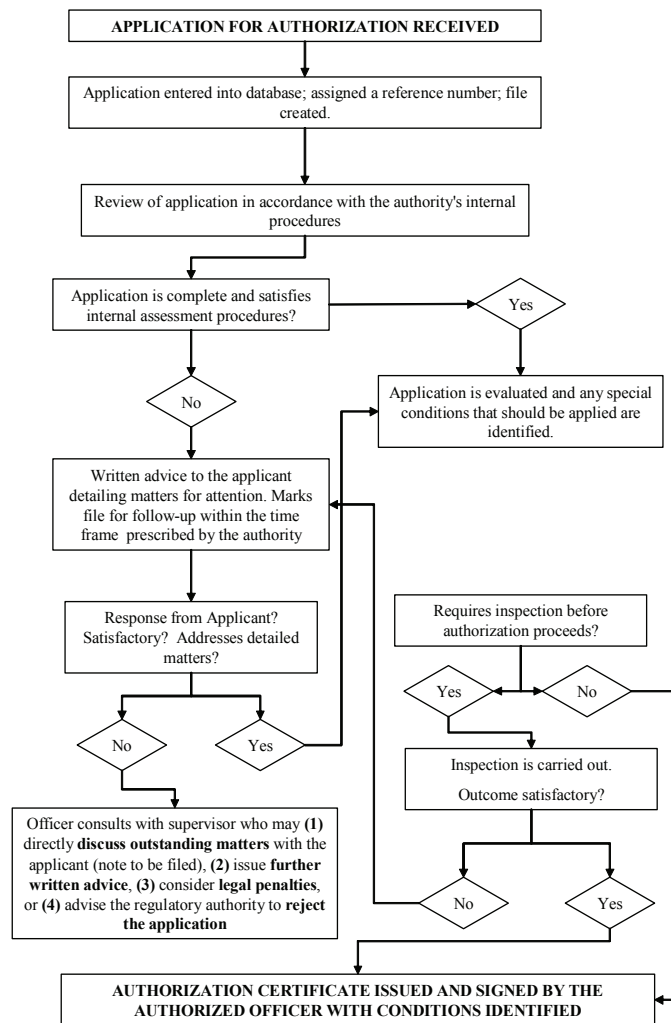 APPLICATION FOR AUTHORIZATION RECEIVED
Application entered into database; assigned a reference number; file
created.
Review of application in accordance with the authority's internal
procedures
Application is complete and satisfies
internal assessment procedures?
Yes
No
Application is evaluated and any special
conditions that should be applied are
identified.
Written advice to the applicant
detailing matters for attention. Marks
file for follow-up within the time
frame prescribed by the authority
Response from Applicant?
Satisfactory? Addresses detailed
matters?
Requires inspection before
authorization proceeds?
Yes
No
No
Yes
Inspection is carried out.
Outcome satisfactory?
Officer consults with supervisor who may (1)
directly discuss outstanding matters with the
applicant (note to be filed), (2) issue further
written advice, (3) consider legal penalties,
or (4) advise the regulatory authority to reject
the application
No
Yes
AUTHORIZATION CERTIFICATE ISSUED AND SIGNED BY THE
AUTHORIZED OFFICER WITH CONDITIONS IDENTIFIED